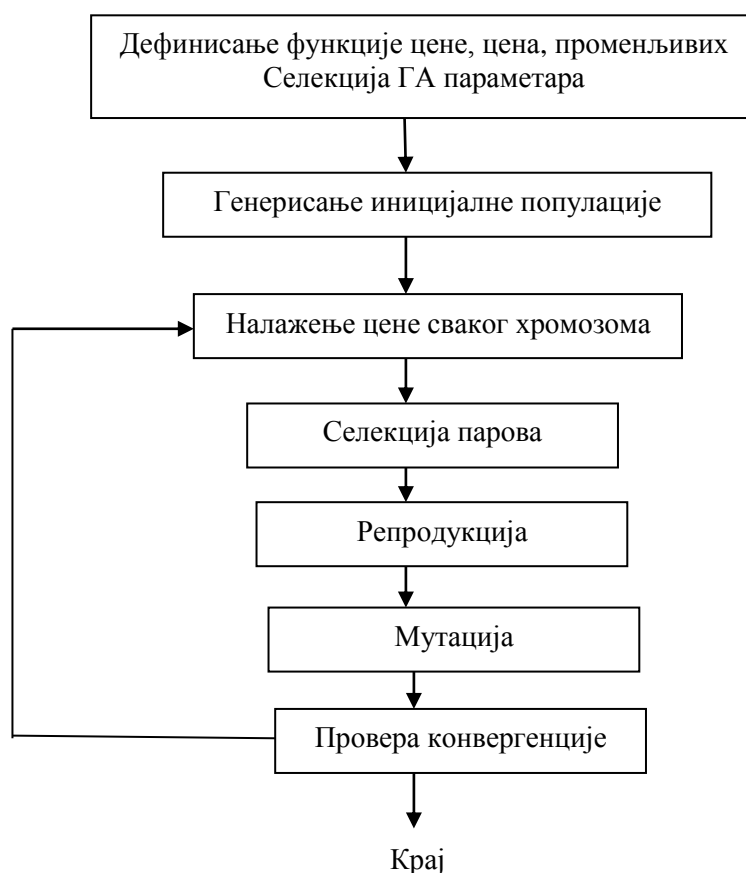 Дефинисање функције цене, цена, променљивих
Селекција ГА параметара
Генерисање иницијалне популације
Налажење цене сваког хромозома
Селекција парова
Репродукција
Мутација
Провера конвергенције
Крај